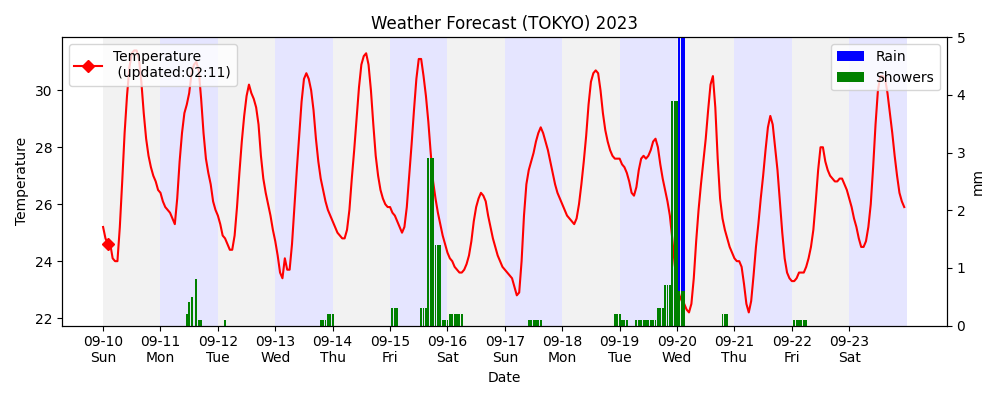 Weather Forecast (TOKYO) 2023
Temperature
(updated:02:11)
Rain
Showers
Temperature
30
28
26
24
22
5
4
3
2
1
0
mm
09-10 09-11 09-12 09-13 09-14 09-15 09-16 09-17 09-18 09-19 09-20 09-21 09-22 09-23
Sun Mon Tue Wed Thu Fri Sat Sun Mon Tue Wed Thu Fri Sat
Date